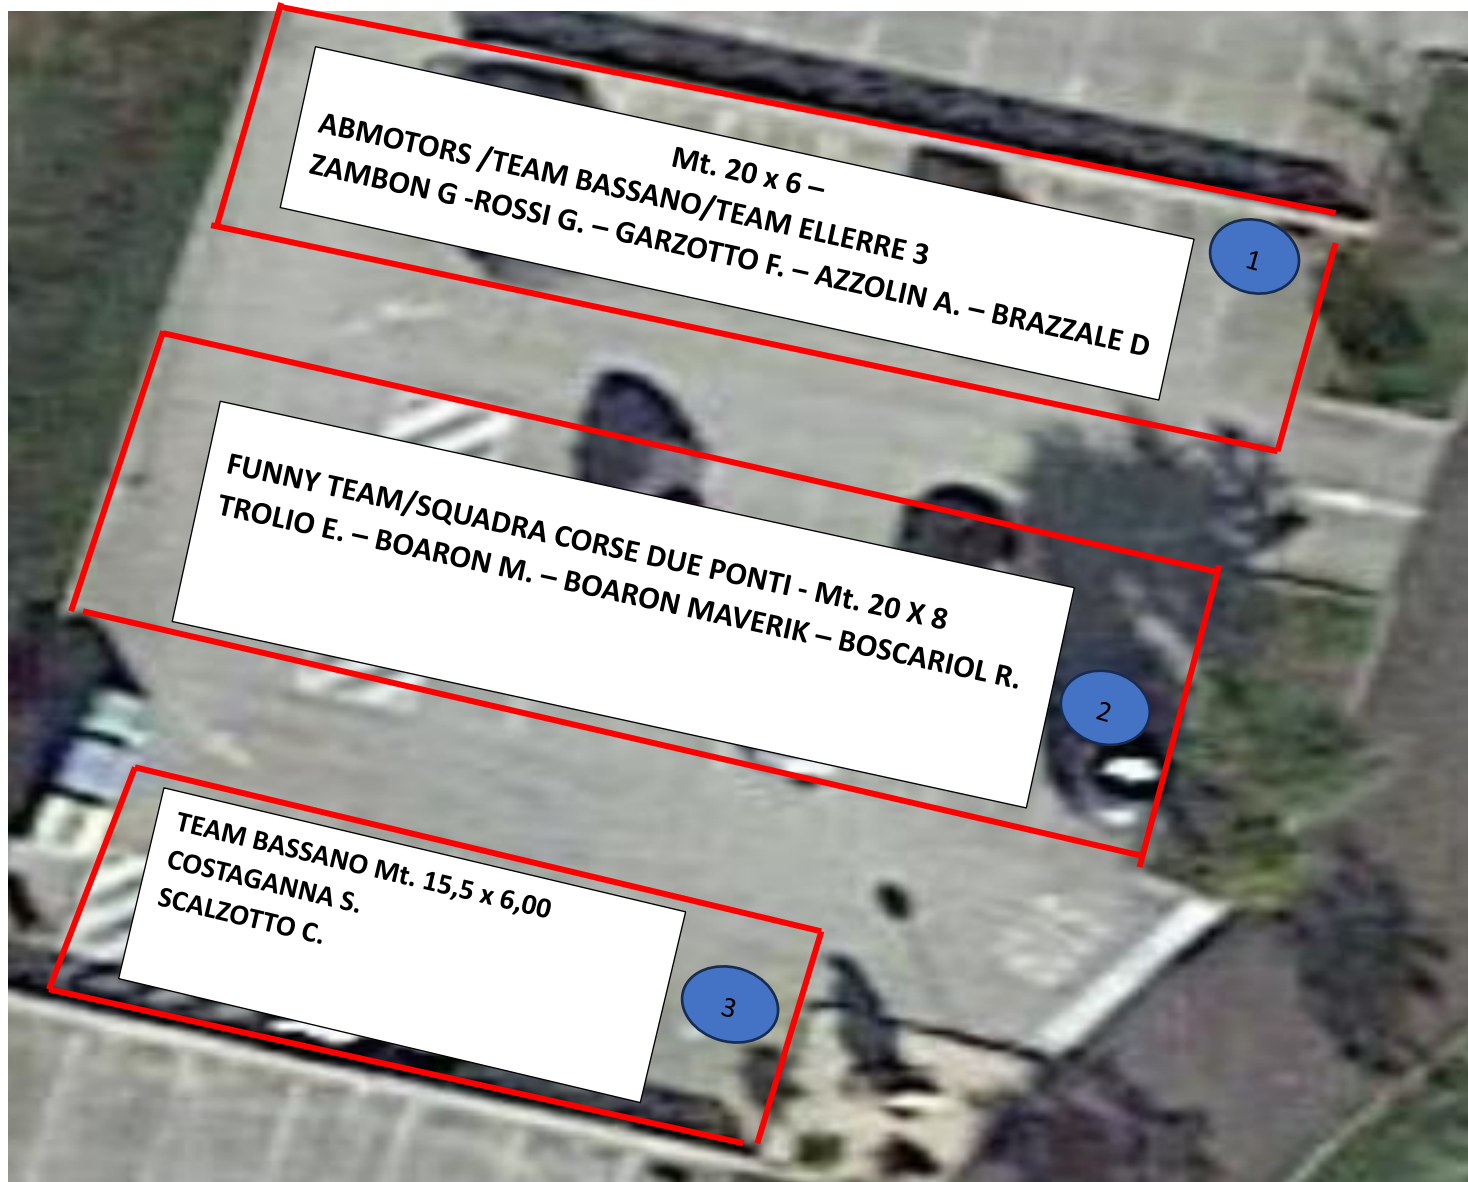 Mt. 20 x 6 –
ABMOTORS /TEAM BASSANO/TEAM ELLERRE 3
ZAMBON G -ROSSI G. – GARZOTTO F. – AZZOLIN A. – BRAZZALE D
1
FUNNY TEAM/SQUADRA CORSE DUE PONTI - Mt. 20 X 8
TROLIO E. – BOARON M. – BOARON MAVERIK – BOSCARIOL R.
2
TEAM BASSANO Mt. 15,5 x 6,00
COSTAGANNA S.
SCALZOTTO C.
3